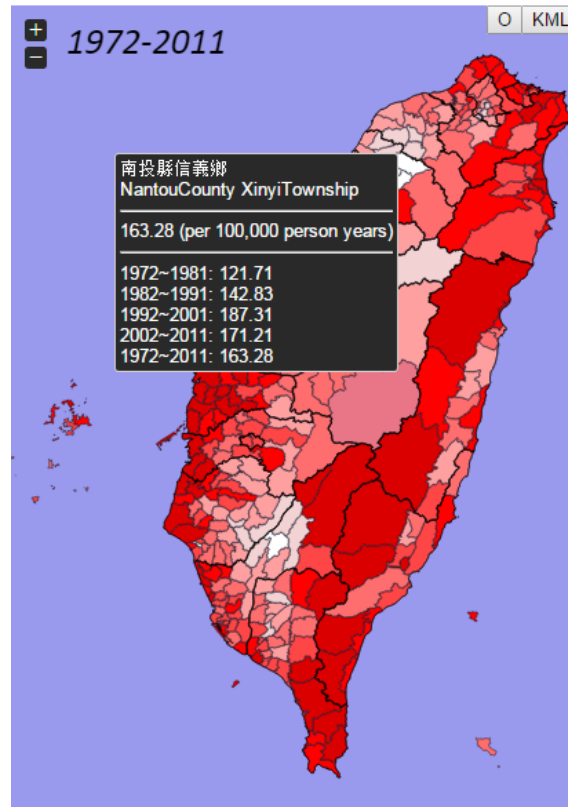 +
−
1972-2011
O
KML
南投縣信義鄉
NantouCounty XinyiTownship
163.28 (per 100,000 person years)
1972~1981: 121.71
1982~1991: 142.83
1992~2001: 187.31
2002~2011: 171.21
1972~2011: 163.28